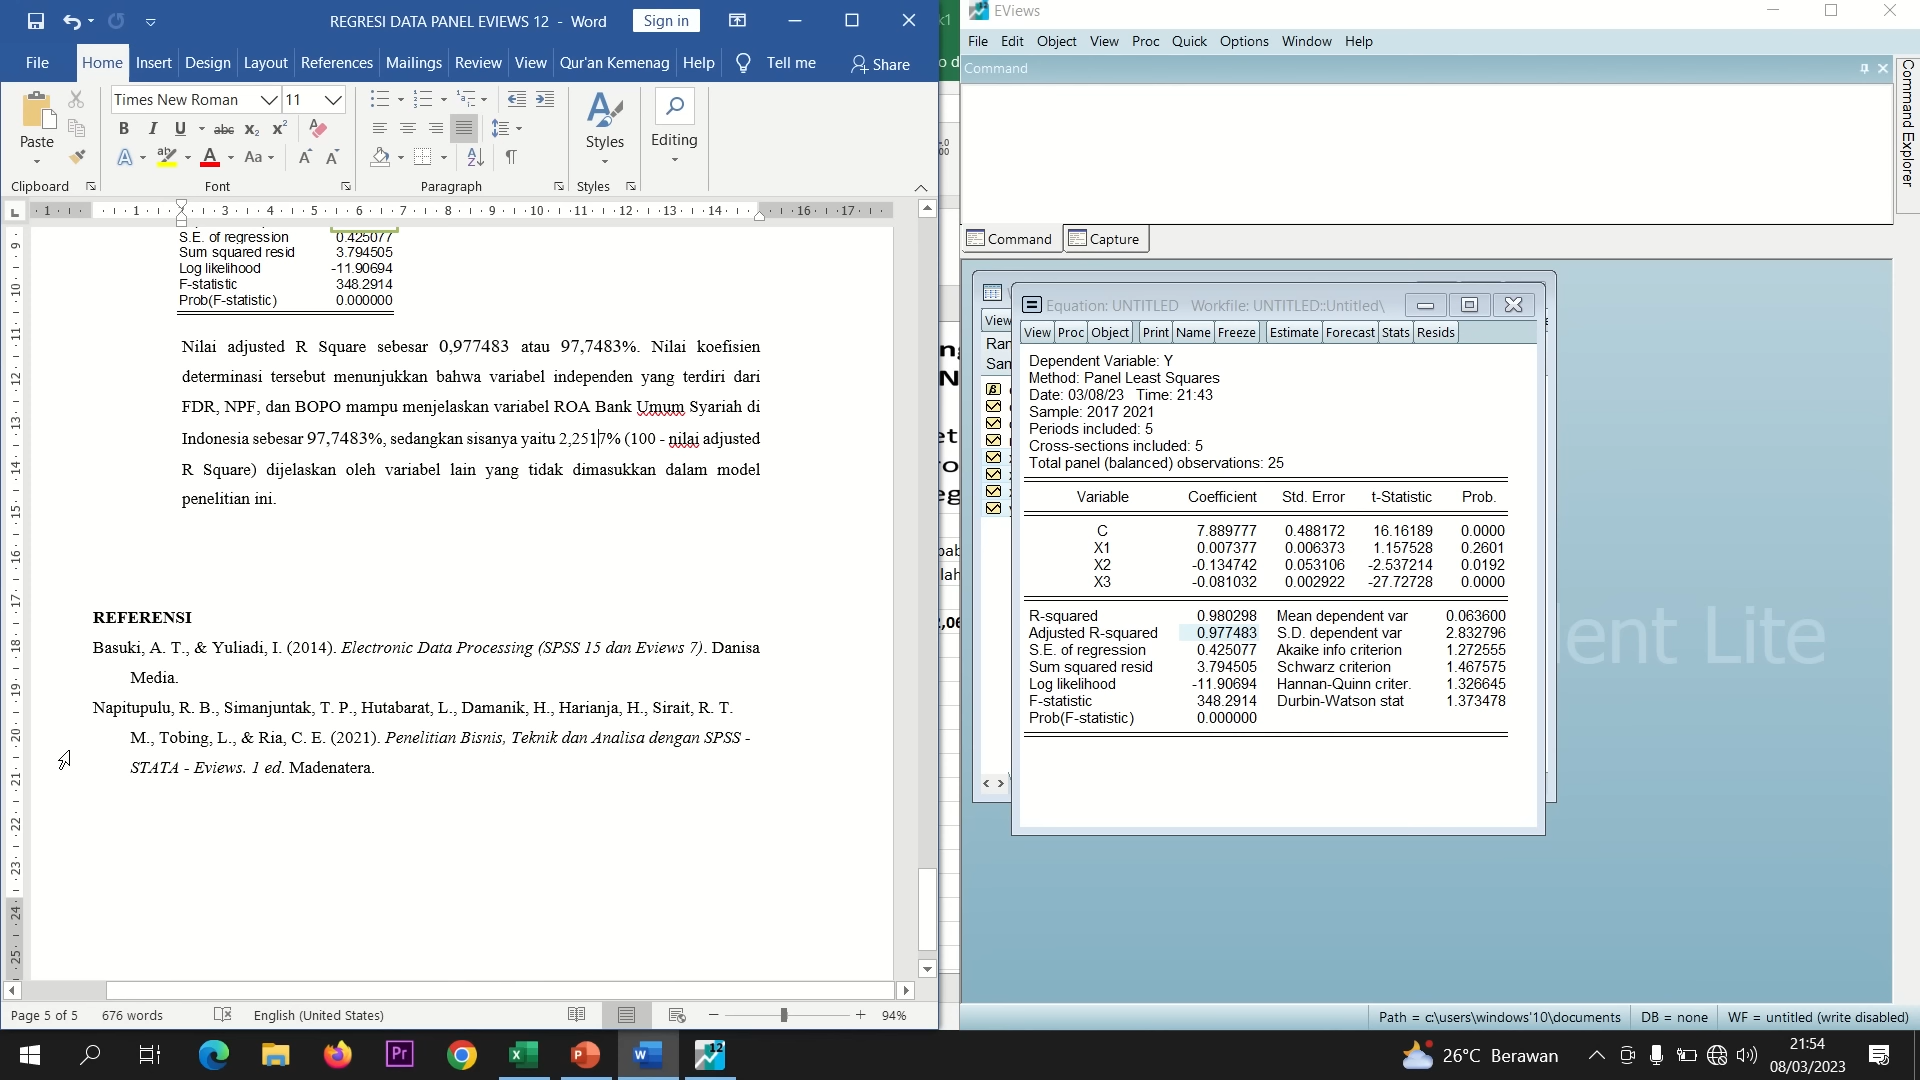 REGRESI DATA PANEL EVIEWS 12 - Word
Sign in
File Home Insert Design Layout References Mailings Review View Qur'an Kemenag Help Tell me Share
Times New Roman 11
Paste
Styles
Editing
Clipboard Font Paragraph Styles
S.E. of regression 0.425077
Sum squared resid 3.794505
Log likelihood -11.90694
F-statistic 348.2914
Prob(F-statistic) 0.000000
Nilai adjusted R Square sebesar 0,977483 atau 97,7483%. Nilai koefisien
determinasi tersebut menunjukkan bahwa variabel independen yang terdiri dari
FDR, NPF, dan BOPO mampu menjelaskan variabel ROA Bank Umum Syariah di
Indonesia sebesar 97,7483%, sedangkan sisanya yaitu 2,2517% (100 - nilai adjusted
R Square) dijelaskan oleh variabel lain yang tidak dimasukkan dalam model
penelitian ini.
REFERENSI
Basuki, A. T., & Yuliadi, I. (2014). Electronic Data Processing (SPSS 15 dan Eviews 7). Danisa
Media.
Napitupulu, R. B., Simanjuntak, T. P., Hutabarat, L., Damanik, H., Harianja, H., Sirait, R. T.
M., Tobing, L., & Ria, C. E. (2021). Penelitian Bisnis, Teknik dan Analisa dengan SPSS -
STATA - Eviews. 1 ed. Madenatera.
Page 5 of 5 676 words English (United States) 94%
EViews
File Edit Object View Proc Quick Options Window Help
Command
Command Explorer
Command Capture
View
Equation: UNTITLED Workfile: UNTITLED::Untitled\
View Proc Object Print Name Freeze Estimate Forecast Stats Resids
Dependent Variable: Y
Method: Panel Least Squares
Date: 03/08/23 Time: 21:43
Sample: 2017 2021
Periods included: 5
Cross-sections included: 5
Total panel (balanced) observations: 25
Variable Coefficient Std. Error t-Statistic Prob.
C 7.889777 0.488172 16.16189 0.0000
X1 0.007377 0.006373 1.157528 0.2601
X2 -0.134742 0.053106 -2.537214 0.0192
X3 -0.081032 0.002922 -27.72728 0.0000
R-squared 0.980298 Mean dependent var 0.063600
Adjusted R-squared 0.977483 S.D. dependent var 2.832796
S.E. of regression 0.425077 Akaike info criterion 1.272555
Sum squared resid 3.794505 Schwarz criterion 1.467575
Log likelihood -11.90694 Hannan-Quinn criter. 1.326645
F-statistic 348.2914 Durbin-Watson stat 1.373478
Prob(F-statistic) 0.000000
ent Lite
Path = c:\users\windows'10\documents DB = none WF = untitled (write disabled)
26°C Berawan
21:54
08/03/2023